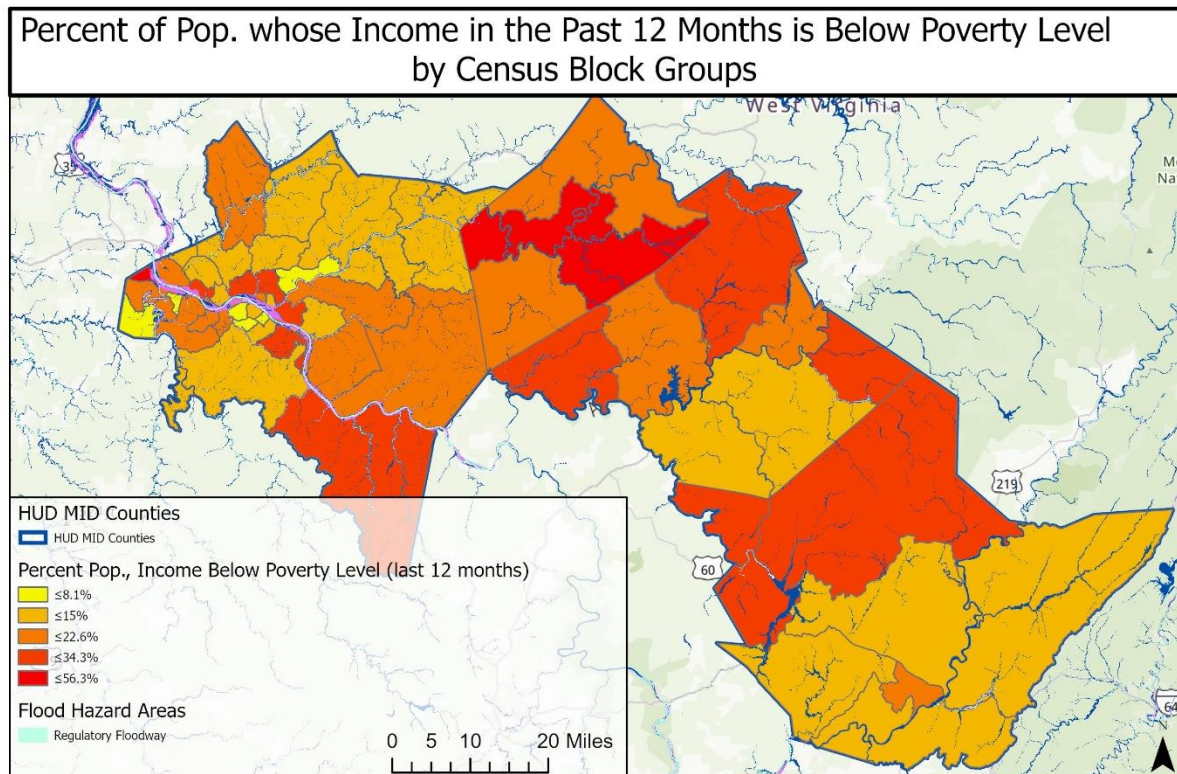 Percent of Pop. whose Income in the Past 12 Months is Below Poverty Level
by Census Block Groups
West Virginia
35
219
60
64
HUD MID Counties
HUD MID Counties
Percent Pop., Income Below Poverty Level (last 12 months)
≤8.1%
≤15%
≤22.6%
≤34.3%
≤56.3%
Flood Hazard Areas
Regulatory Floodway
0 5 10 20 Miles